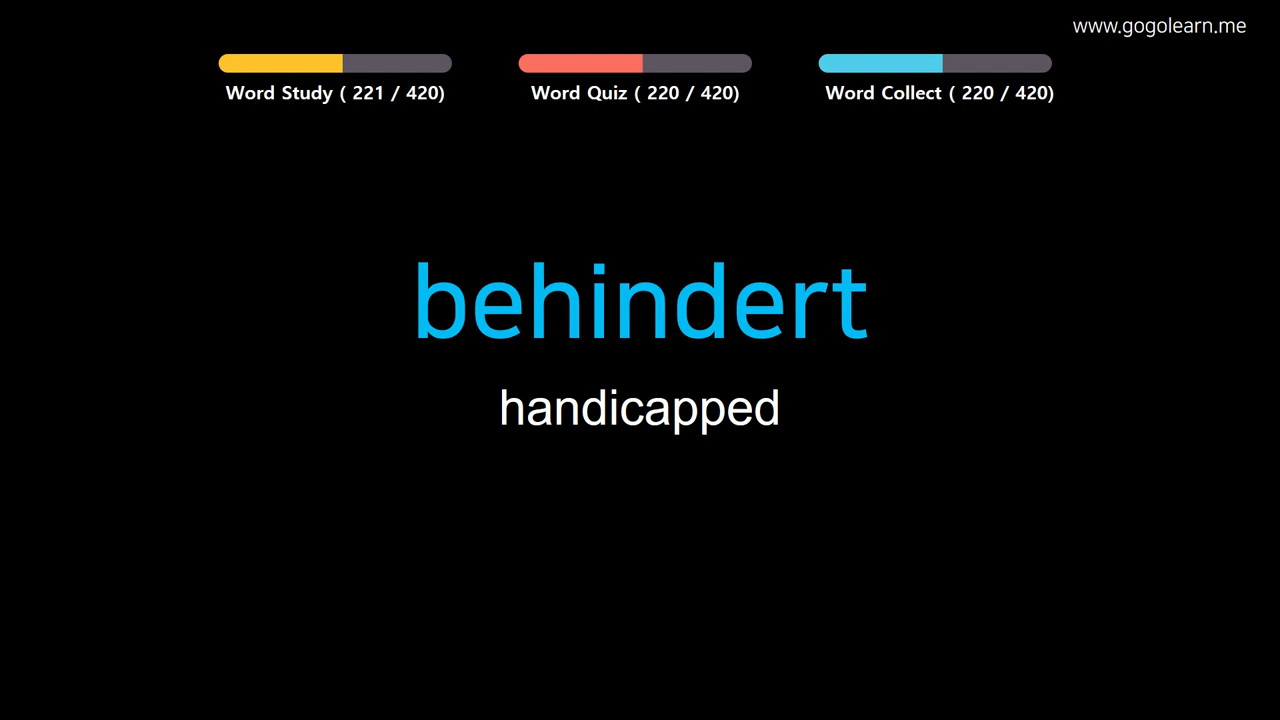 www.gogolearn.me
Word Study ( 221 / 420)
Word Quiz ( 220 / 420)
Word Collect ( 220 / 420)
behindert
handicapped